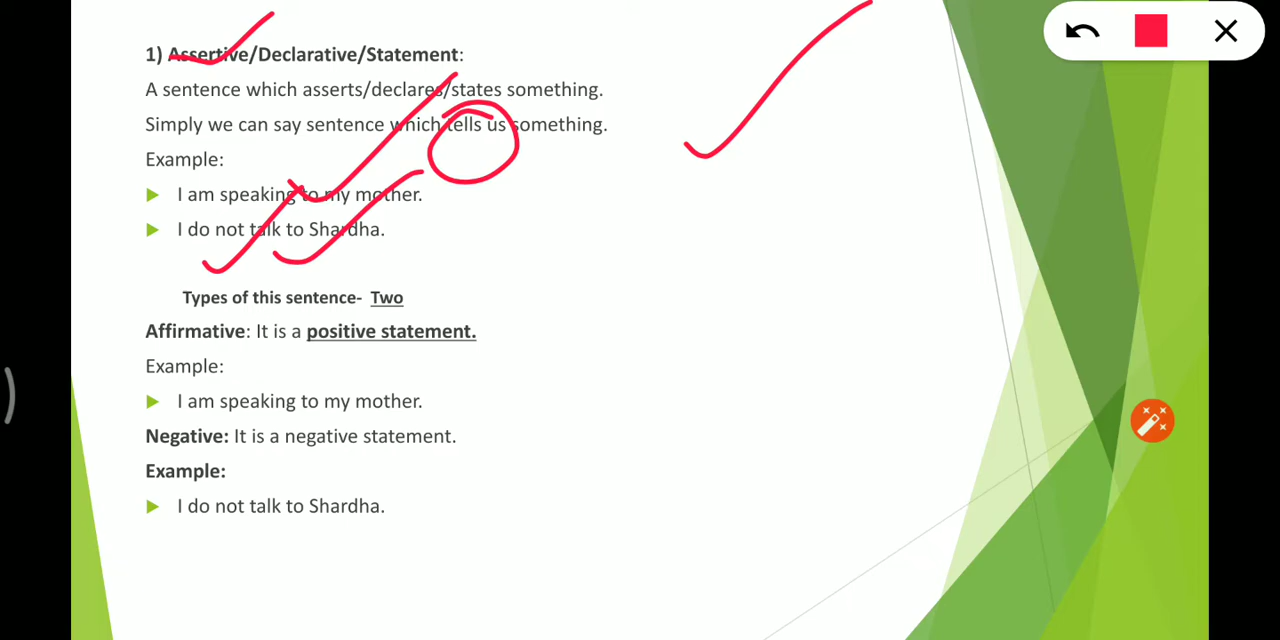 1) Assertive/Declarative/Statement:
A sentence which asserts/declares/states something.
Simply we can say sentence which tells us something.
Example:
I am speaking to my mother.
I do not talk to Shardha.
Types of this sentence- Two
Affirmative: It is a positive statement.
Example:
I am speaking to my mother.
Negative: It is a negative statement.
Example:
I do not talk to Shardha.